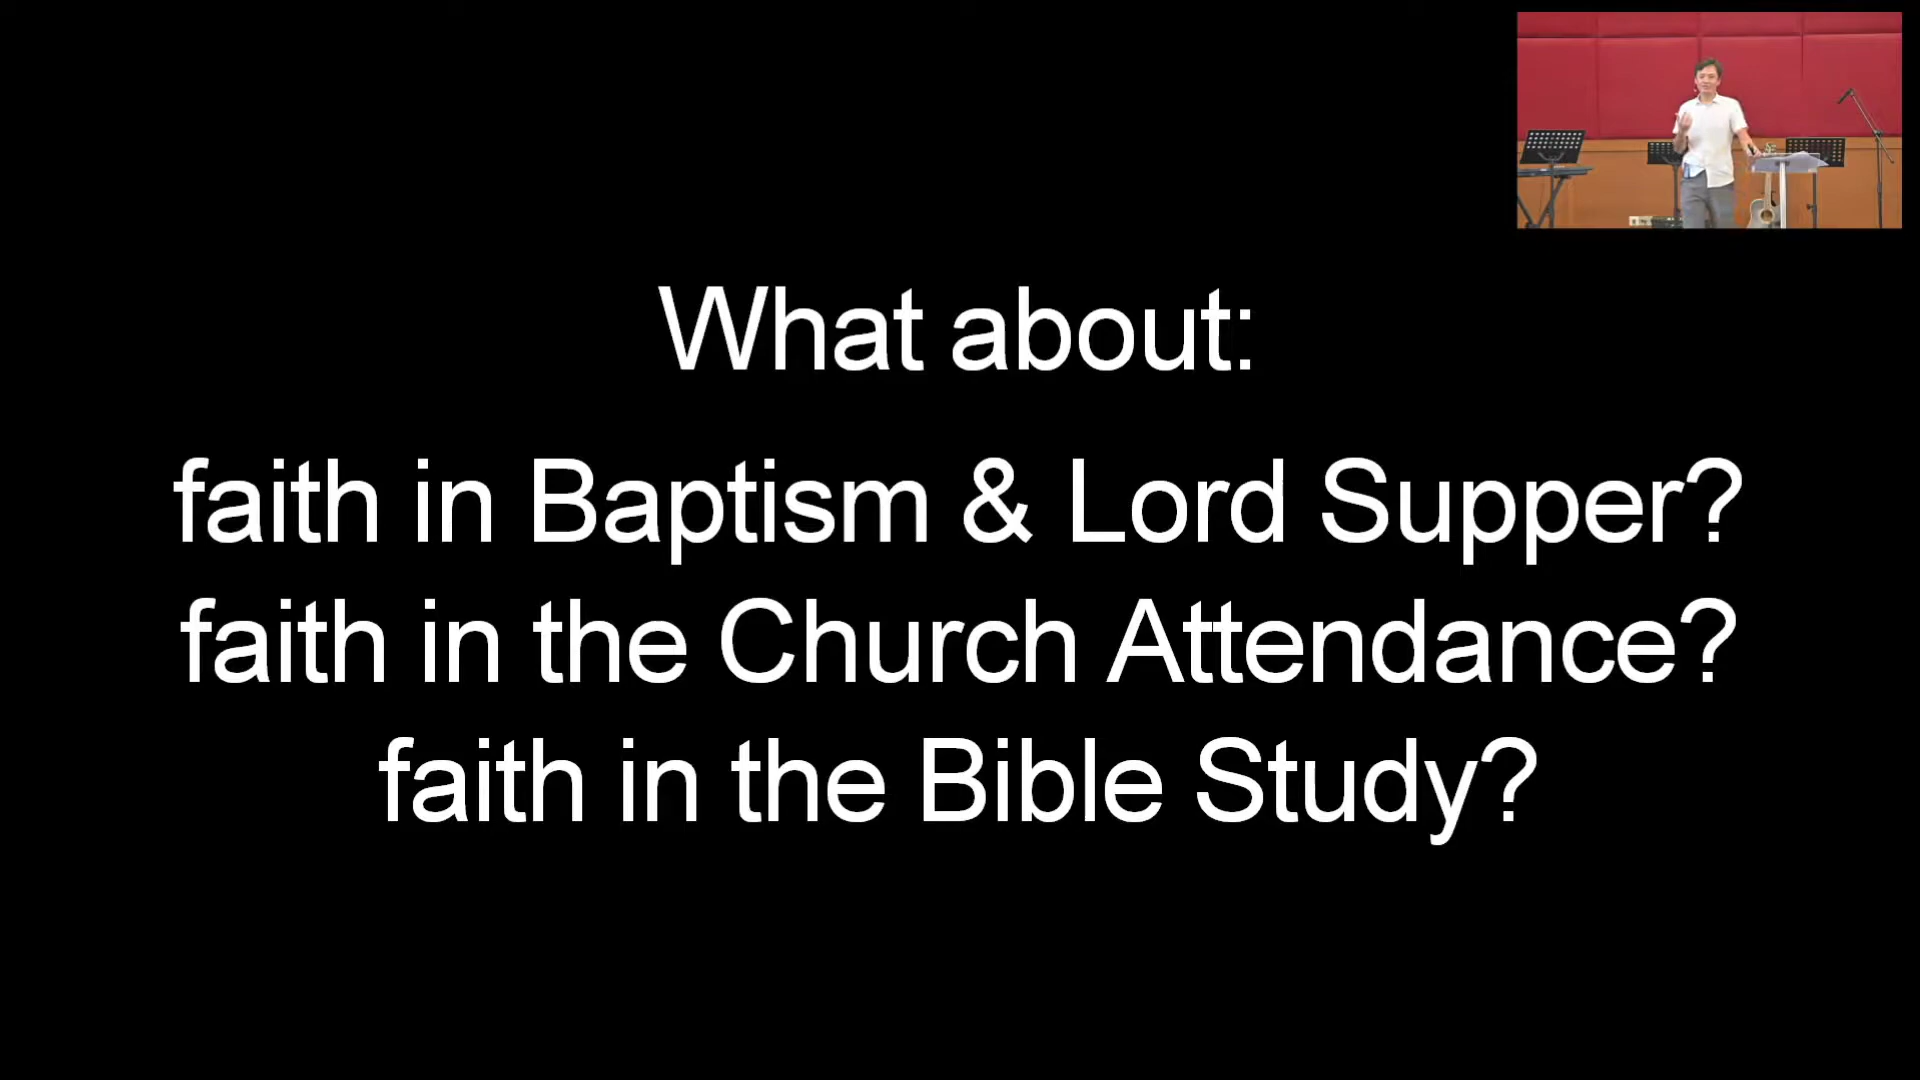 What about:
faith in Baptism & Lord Supper?
faith in the Church Attendance?
faith in the Bible Study?